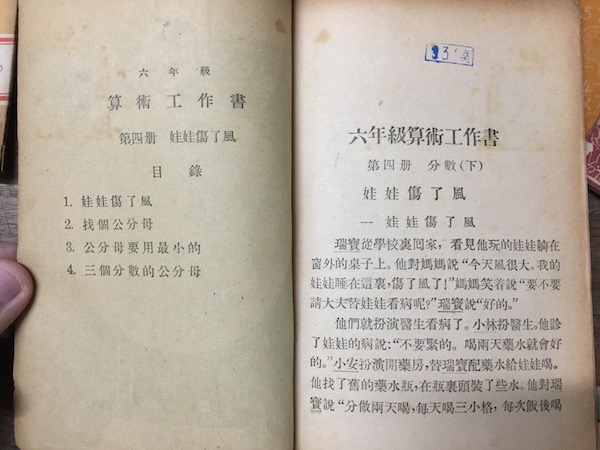 六年級
算術工作書
第四册 娃娃傷了風
目錄
1. 娃娃傷了風
2. 找個公分母
3. 公分母要用最小的
4. 三個分數的公分母
六年級算術工作書
第四册 分數(下)
娃娃傷了風
一 娃娃傷了風
瑞寶從學校裏囘家，看見他玩的娃娃躺在
窗外的桌子上。他對媽媽說“今天風很大。我的
娃娃睡在這裏，傷了風了！”媽媽笑着說“要不要
請大夫替娃娃看病呢？”瑞寶說“好的。”
他們就扮演醫生看病了。小林扮醫生。他診
了娃娃的病說：“不要緊的。喝兩天藥水就會好
的。”小安扮演開藥房，替瑞寶配藥水給娃娃喝。
他找了舊的藥水瓶，在瓶裏頭裝了些水。他對瑞
寶說“分做兩天喝，每天喝三小格，每次飯後喝